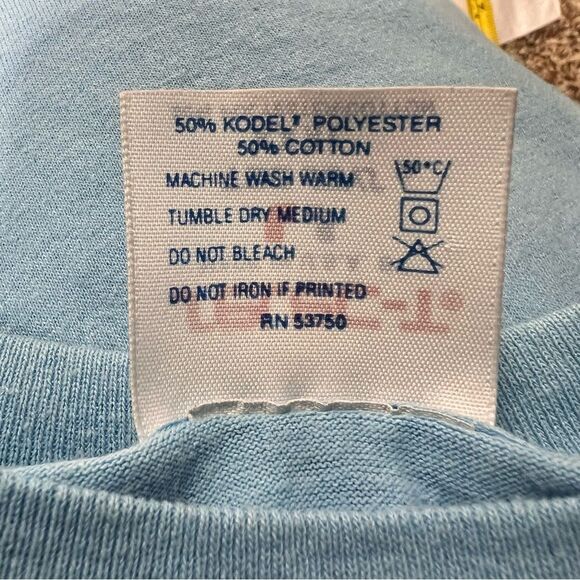 50% KODEL® POLYESTER
50% COTTON
MACHINE WASH WARM
50°C
TUMBLE DRY MEDIUM
DO NOT BLEACH
DO NOT IRON IF PRINTED
RN 53750